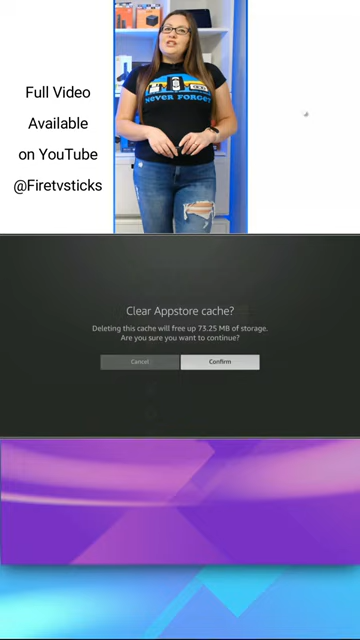 Full Video
Available
on YouTube
@Firetvsticks
NEVER FORGET
Clear Appstore cache?
Deleting this cache will free up 73.25 MB of storage.
Are you sure you want to continue?
Cancel
Confirm